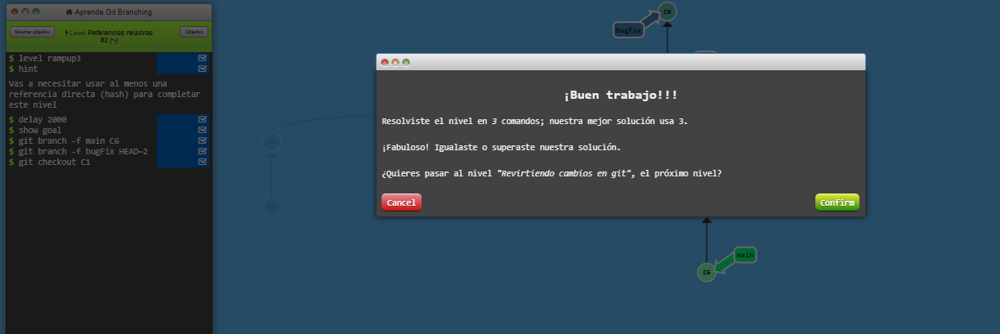 Aprende Git Branching
Mostrar objetivo
Level Referencias relativas
#2 (~)
Objetivo
$ level rampup3
$ hint
Vas a necesitar usar al menos una
referencia directa (hash) para completar
este nivel
$ delay 2000
$ show goal
$ git branch -f main C6
$ git branch -f bugFix HEAD~2
$ git checkout C1
C0
bugFix
¡Buen trabajo!!!
Resolviste el nivel en 3 comandos; nuestra mejor solución usa 3.
¡Fabuloso! Igualaste o superaste nuestra solución.
¿Quieres pasar al nivel "Revirtiendo cambios en git", el próximo nivel?
Cancel
Confirm
main
C6